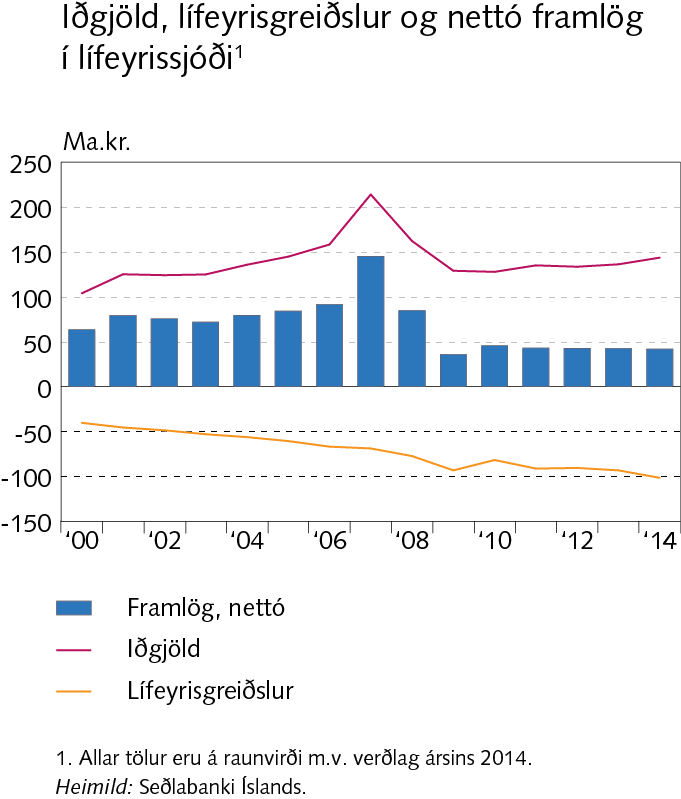 Iðgjöld, lífeyrisgreiðslur og nettó framlög
í lífeyrissjóði¹
Ma.kr.
250
200
150
100
50
0
-50
-100
-150
‘00 ‘02 ‘04 ‘06 ‘08 ‘10 ‘12 ‘14
Framlög, nettó
Iðgjöld
Lífeyrisgreiðslur
1. Allar tölur eru á raunvirði m.v. verðlag ársins 2014.
Heimild: Seðlabanki Íslands.